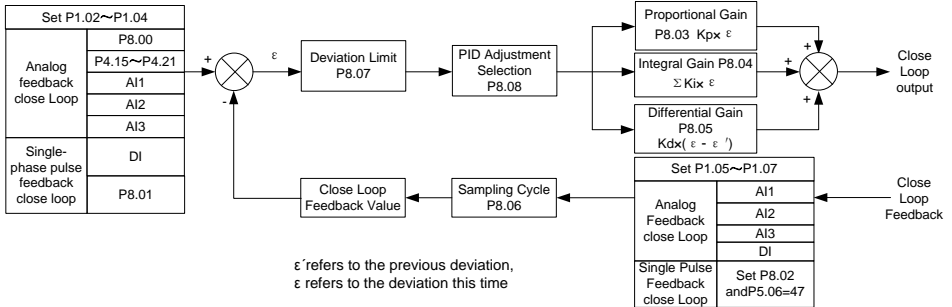 Set P1.02～P1.04
Analog
feedback
close Loop
P8.00
P4.15～P4.21
AI1
AI2
AI3
Single-
phase pulse
feedback
close loop
DI
P8.01
+
-
ε
Deviation Limit
P8.07
PID Adjustment
Selection
P8.08
Proportional Gain
P8.03 Kp× ε
Integral Gain P8.04
Σ Ki× ε
Differential Gain
P8.05
Kd×( ε - ε′)
+
+
+
Close
Loop
output
Close Loop
Feedback Value
Sampling Cycle
P8.06
Set P1.05～P1.07
Analog
Feedback
close Loop
AI1
AI2
AI3
DI
Single Pulse
Feedback
close Loop
Set P8.02
andP5.06=47
Close
Loop
Feedback
ε′refers to the previous deviation,
ε refers to the deviation this time